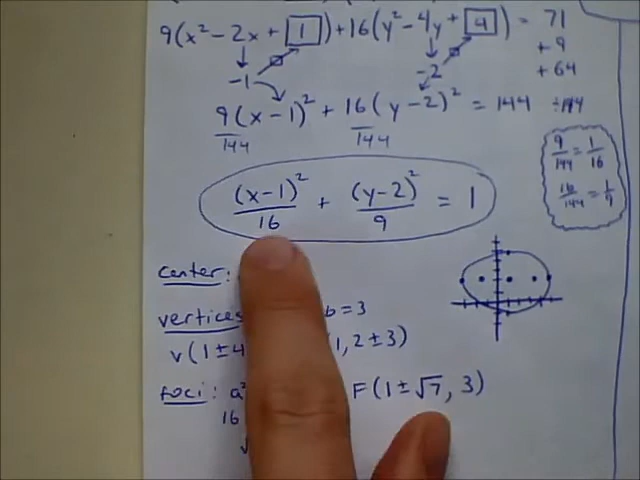 9(x² - 2x + 1) + 16(y² - 4y + 4) = 71
+ 9
-1 -2 + 64
9(x - 1)² + 16(y - 2)² = 144 ÷144
144 144
9/144 = 1/16
16/144 = 1/9
(x-1)²/16 + (y-2)²/9 = 1
center:
vertices b = 3
v(1 ± 4 1, 2 ± 3)
foci: a² F(1 ± √7, 3)
16
√